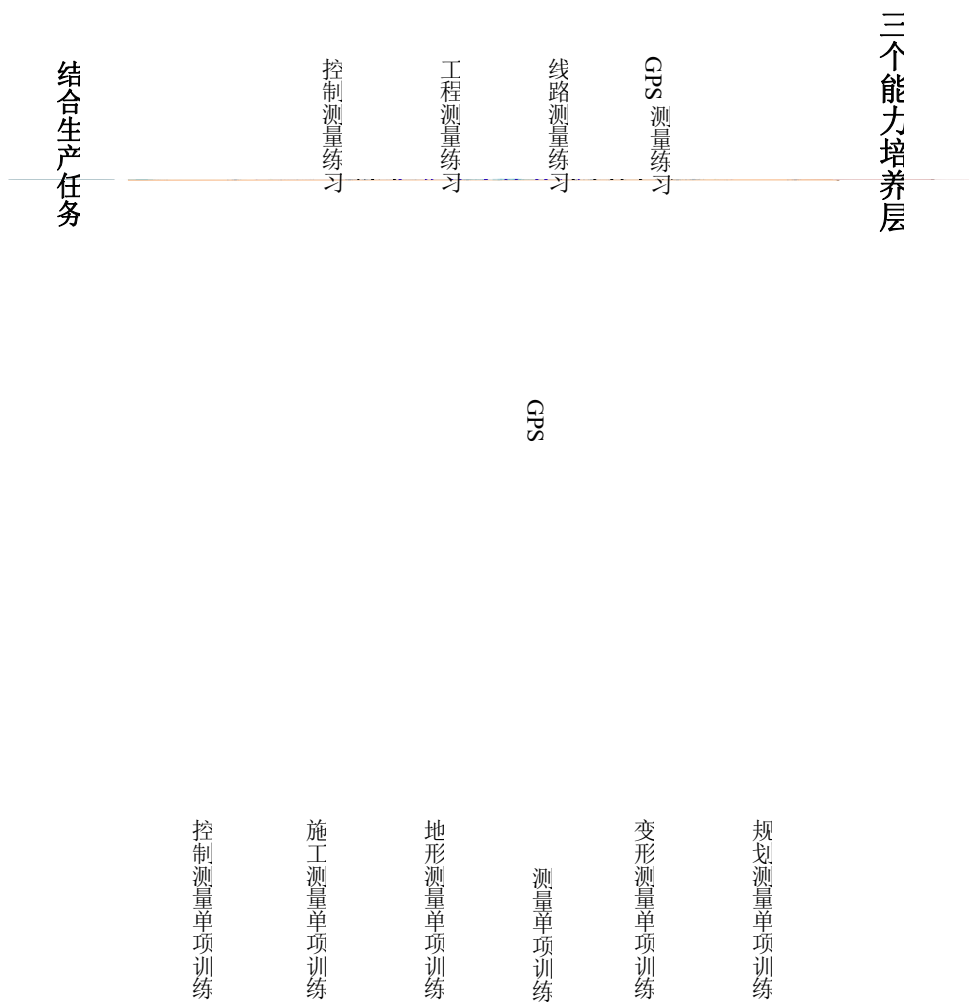 三个能力培养层
GPS 测量练习
线路测量练习
工程测量练习
控制测量练习
结合生产任务
GPS
规划测量单项训练
变形测量单项训练
测量单项训练
地形测量单项训练
施工测量单项训练
控制测量单项训练